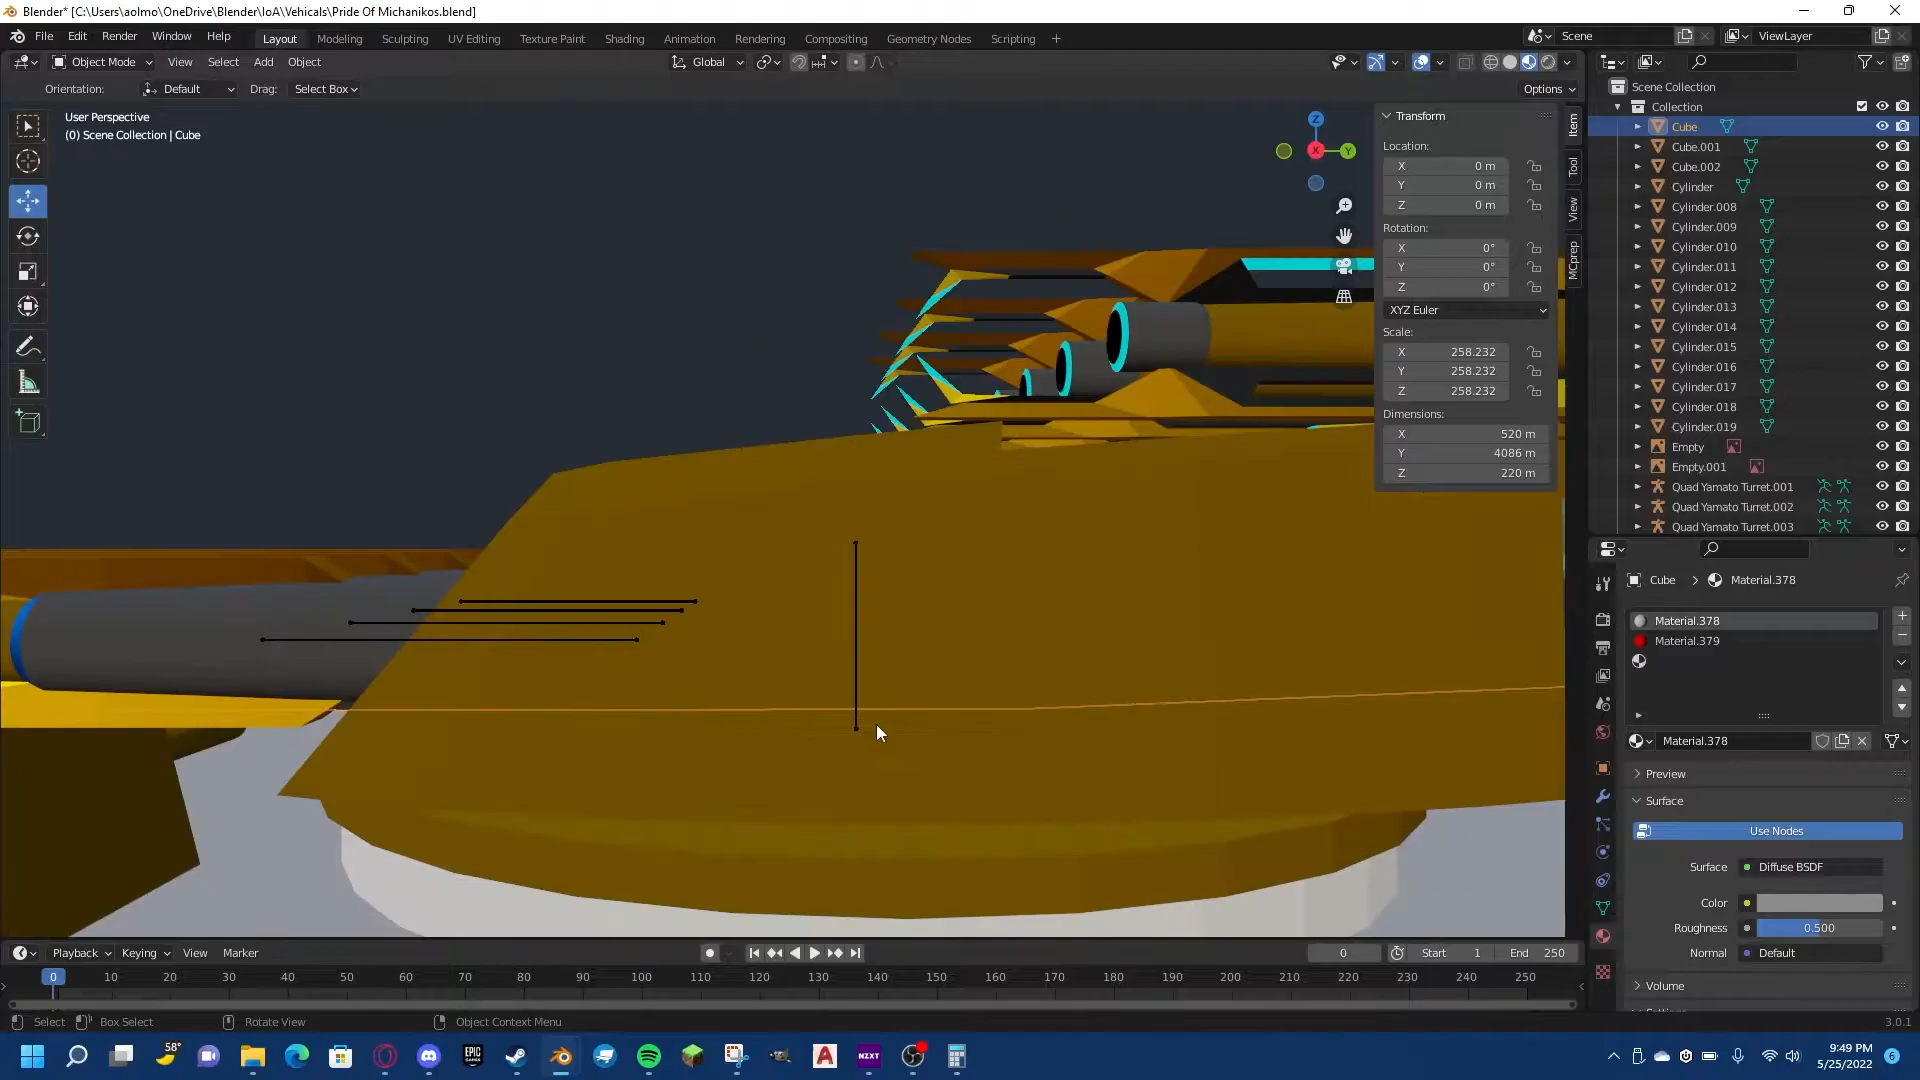 Blender* [C:\Users\aolmo\OneDrive\Blender\IoA\Vehicals\Pride Of Michanikos.blend]
File Edit Render Window Help
Layout Modeling Sculpting UV Editing Texture Paint Shading Animation Rendering Compositing Geometry Nodes Scripting +
Scene
ViewLayer
Object Mode View Select Add Object
Global
Orientation: Default Drag: Select Box
Options
User Perspective
(0) Scene Collection | Cube
Z
X
Y
Transform
Location:
X 0 m
Y 0 m
Z 0 m
Rotation:
X 0°
Y 0°
Z 0°
XYZ Euler
Scale:
X 258.232
Y 258.232
Z 258.232
Dimensions:
X 520 m
Y 4086 m
Z 220 m
Item
Tool
View
MCprep
Scene Collection
Collection
Cube
Cube.001
Cube.002
Cylinder
Cylinder.008
Cylinder.009
Cylinder.010
Cylinder.011
Cylinder.012
Cylinder.013
Cylinder.014
Cylinder.015
Cylinder.016
Cylinder.017
Cylinder.018
Cylinder.019
Empty
Empty.001
Quad Yamato Turret.001
Quad Yamato Turret.002
Quad Yamato Turret.003
Cube > Material.378
Material.378
Material.379
Material.378
Preview
Surface
Use Nodes
Surface Diffuse BSDF
Color
Roughness 0.500
Normal Default
Volume
Playback Keying View Marker
0 Start 1 End 250
0 10 20 30 40 50 60 70 80 90 100 110 120 130 140 150 160 170 180 190 200 210 220 230 240 250
Select Box Select Rotate View Object Context Menu
3.0.1
58°
EPIC GAMES
A
NZXT
9:49 PM
5/25/2022
6